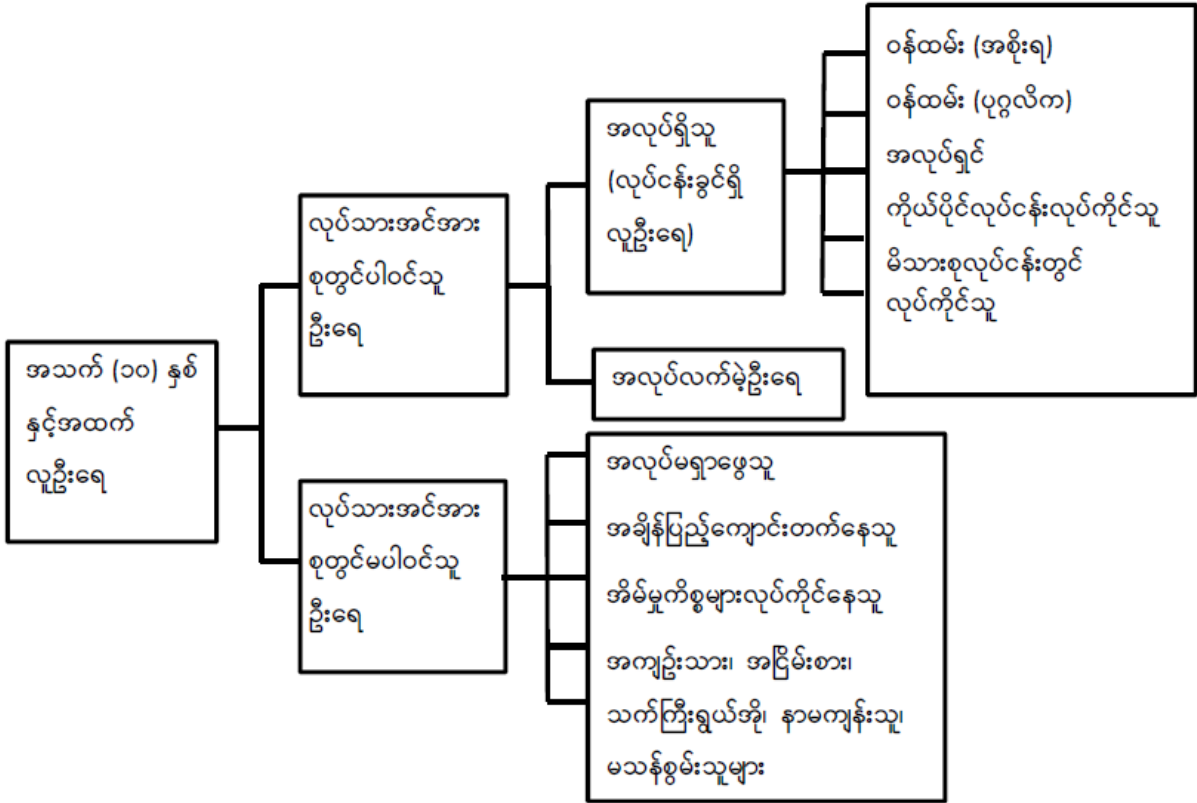 အသက် (၁၀) နှစ်
နှင့်အထက်
လူဦးရေ
လုပ်သားအင်အား
စုတွင်ပါဝင်သူ
ဦးရေ
လုပ်သားအင်အား
စုတွင်မပါဝင်သူ
ဦးရေ
အလုပ်ရှိသူ
(လုပ်ငန်းခွင်ရှိ
လူဦးရေ)
အလုပ်လက်မဲ့ဦးရေ
ဝန်ထမ်း (အစိုးရ)
ဝန်ထမ်း (ပုဂ္ဂလိက)
အလုပ်ရှင်
ကိုယ်ပိုင်လုပ်ငန်းလုပ်ကိုင်သူ
မိသားစုလုပ်ငန်းတွင်
လုပ်ကိုင်သူ
အလုပ်မရှာဖွေသူ
အချိန်ပြည့်ကျောင်းတက်နေသူ
အိမ်မှုကိစ္စများလုပ်ကိုင်နေသူ
အကျဉ်းသား၊ အငြိမ်းစား၊
သက်ကြီးရွယ်အို၊ နာမကျန်းသူ၊
မသန်စွမ်းသူများ